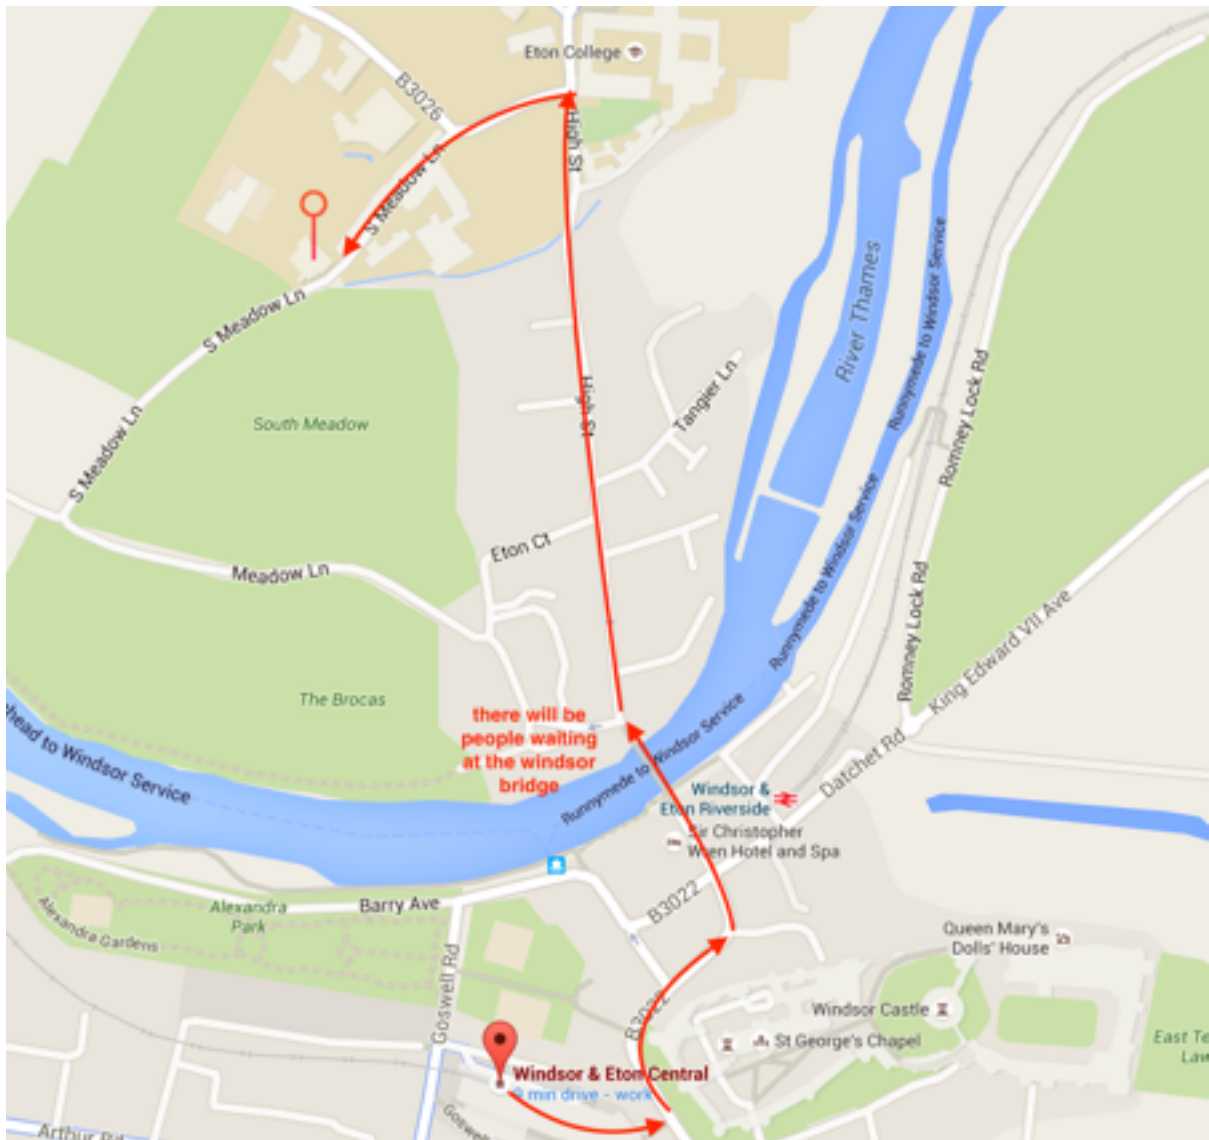 Eton College
B3026
High St
S Meadow Ln
S Meadow Ln
River Thames
Runnymede to Windsor Service
High St
Tangier Ln
Romney Lock Rd
South Meadow
S Meadow Ln
Runnymede to Windsor Service
Eton Ct
Meadow Ln
Romney Lock Rd
King Edward VII Ave
The Brocas
there will be
people waiting
at the windsor
bridge
head to Windsor Service
Runnymede to Windsor Service
Datchet Rd
Windsor &
Eton Riverside
Sir Christopher
Wren Hotel and Spa
B3022
Barry Ave
Alexandra
Park
Alexandra Gardens
Goswell Rd
Queen Mary's
Dolls' House
B3022
Windsor Castle
St George's Chapel
East Te
Law
Windsor & Eton Central
9 min drive - work
Goswell
Arthur Rd